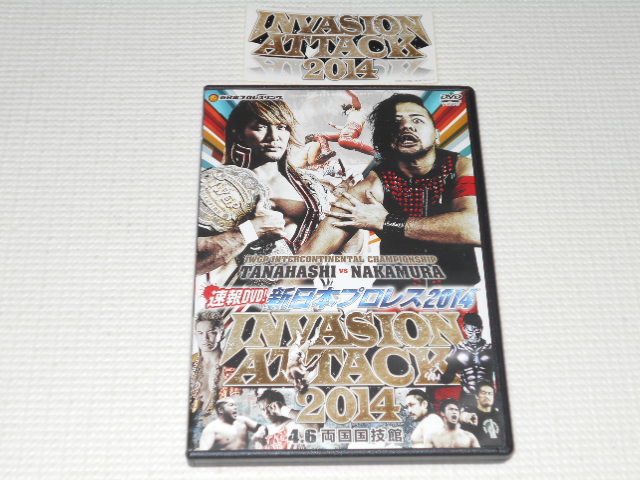 INVASION
ATTACK
2014
新日本プロレスリング
DVD
IWGP INTERCONTINENTAL CHAMPIONSHIP
TANAHASHI VS NAKAMURA
速報DVD!
新日本プロレス2014
INVASION
ATTACK
2014
4.6 両国国技館